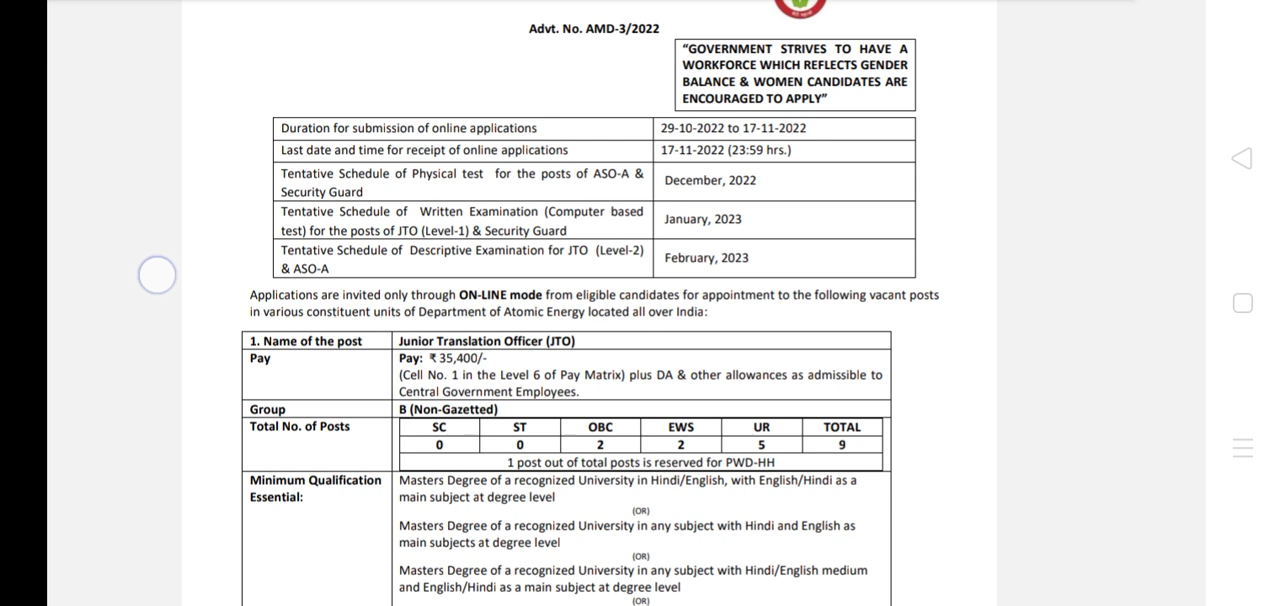 Advt. No. AMD-3/2022
“GOVERNMENT STRIVES TO HAVE A
WORKFORCE WHICH REFLECTS GENDER
BALANCE & WOMEN CANDIDATES ARE
ENCOURAGED TO APPLY”
Duration for submission of online applications 29-10-2022 to 17-11-2022
Last date and time for receipt of online applications 17-11-2022 (23:59 hrs.)
Tentative Schedule of Physical test for the posts of ASO-A &
Security Guard
December, 2022
Tentative Schedule of Written Examination (Computer based
test) for the posts of JTO (Level-1) & Security Guard
January, 2023
Tentative Schedule of Descriptive Examination for JTO (Level-2)
& ASO-A
February, 2023
Applications are invited only through ON-LINE mode from eligible candidates for appointment to the following vacant posts
in various constituent units of Department of Atomic Energy located all over India:
1. Name of the post Junior Translation Officer (JTO)
Pay Pay: ₹ 35,400/-
(Cell No. 1 in the Level 6 of Pay Matrix) plus DA & other allowances as admissible to
Central Government Employees.
Group B (Non-Gazetted)
Total No. of Posts SC ST OBC EWS UR TOTAL
0 0 2 2 5 9
1 post out of total posts is reserved for PWD-HH
Minimum Qualification
Essential:
Masters Degree of a recognized University in Hindi/English, with English/Hindi as a
main subject at degree level
(OR)
Masters Degree of a recognized University in any subject with Hindi and English as
main subjects at degree level
(OR)
Masters Degree of a recognized University in any subject with Hindi/English medium
and English/Hindi as a main subject at degree level
(OR)